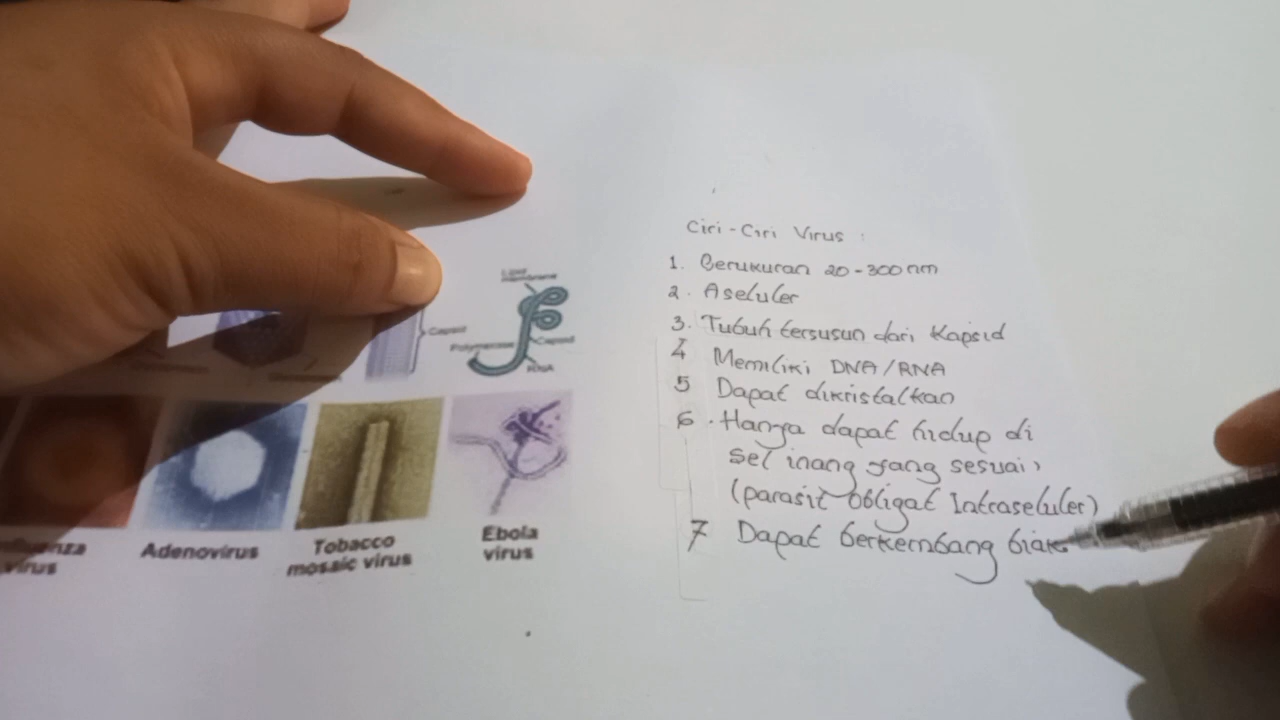 Lipid
membrane
Capsid
Polymerase
Capsid
RNA
virus
Adenovirus
Tobacco
mosaic virus
Ebola
virus
Ciri-Ciri Virus :
1. Berukuran 20-300 nm
2. Aseluler
3. Tubuh tersusun dari Kapsid
4 Memiliki DNA/RNA
5 Dapat dikristalkan
6. Hanya dapat hidup di
sel inang yang sesuai
(parasit obligat Intraseluler)
7 Dapat berkembang biak